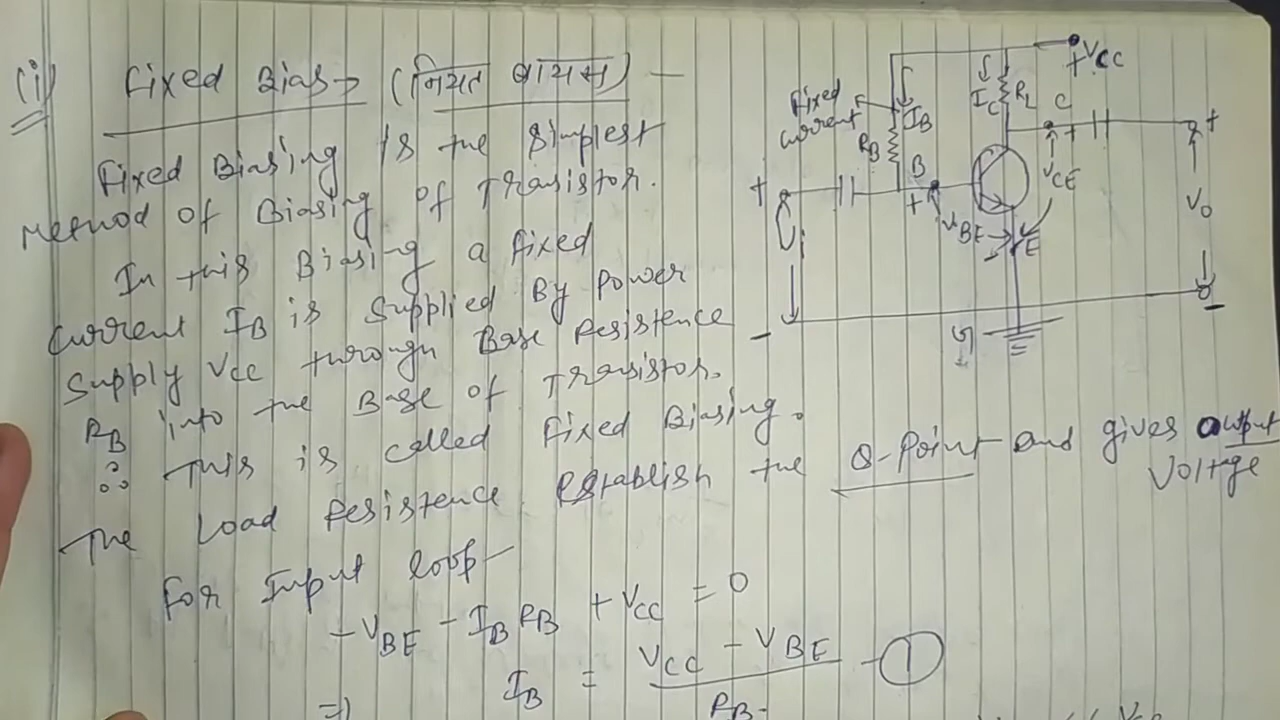 (i) Fixed Bias → (नियत बायस) —
Fixed Biasing is the simplest
Method of Biasing of Transistor.
In this Biasing a fixed
Current IB is Supplied By Power
Supply Vcc through Base Resistence
RB into the Base of Transistor.
∴ This is called Fixed Biasing.
The Load Resistence Establish the Q-Point and gives output
Voltage
For Input loop-
- VBE - IB RB + VCC = 0
⇒ IB = VCC - VBE / RB. - ①
+VCC
Fixed
Current
IB
RB
IC
RL
C
+
+
B
+
VBE
E
VCE
+
Vi
-
+
Vo
-
G